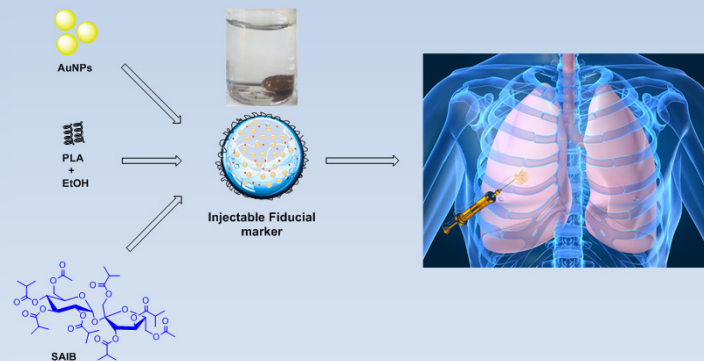 AuNPs
PLA
+
EtOH
Injectable Fiducial
marker
O O O O O O O O O O O O O O O O O O O
SAIB